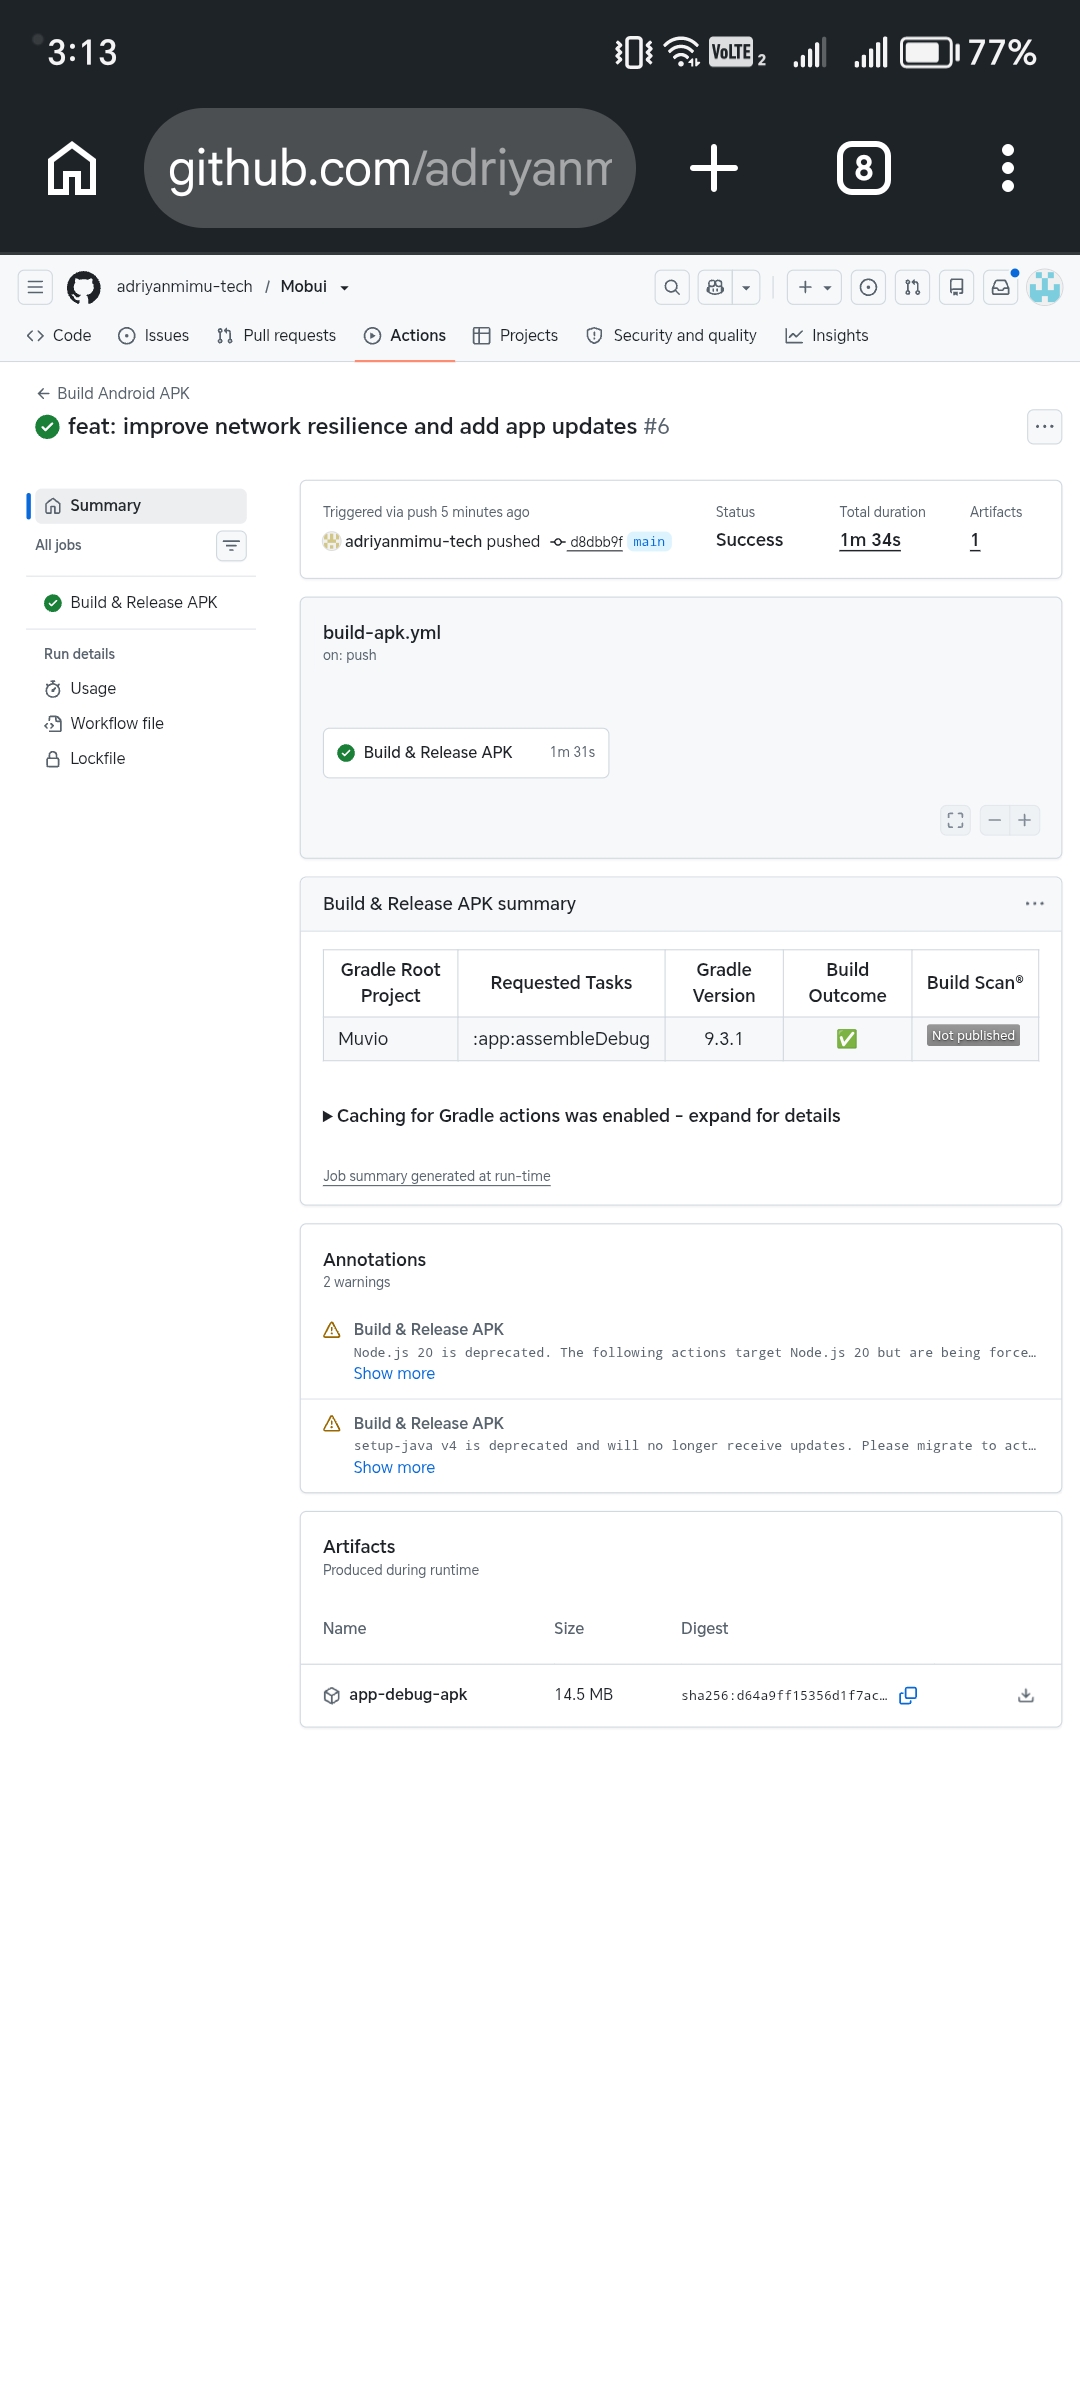 3:13
VoLTE 2
77%
github.com/adriyanm
8
adriyanmimu-tech / Mobui
Code
Issues
Pull requests
Actions
Projects
Security and quality
Insights
Build Android APK
feat: improve network resilience and add app updates #6
Summary
All jobs
Build & Release APK
Run details
Usage
Workflow file
Lockfile
Triggered via push 5 minutes ago
adriyanmimu-tech pushed d8dbb9f main
Status
Success
Total duration
1m 34s
Artifacts
1
build-apk.yml
on: push
Build & Release APK 1m 31s
Build & Release APK summary
Gradle Root Project
Requested Tasks
Gradle Version
Build Outcome
Build Scan®
Muvio
:app:assembleDebug
9.3.1
✅
Not published
Caching for Gradle actions was enabled - expand for details
Job summary generated at run-time
Annotations
2 warnings
Build & Release APK
Node.js 20 is deprecated. The following actions target Node.js 20 but are being force…
Show more
Build & Release APK
setup-java v4 is deprecated and will no longer receive updates. Please migrate to act…
Show more
Artifacts
Produced during runtime
Name Size Digest
app-debug-apk 14.5 MB sha256:d64a9ff15356d1f7ac…